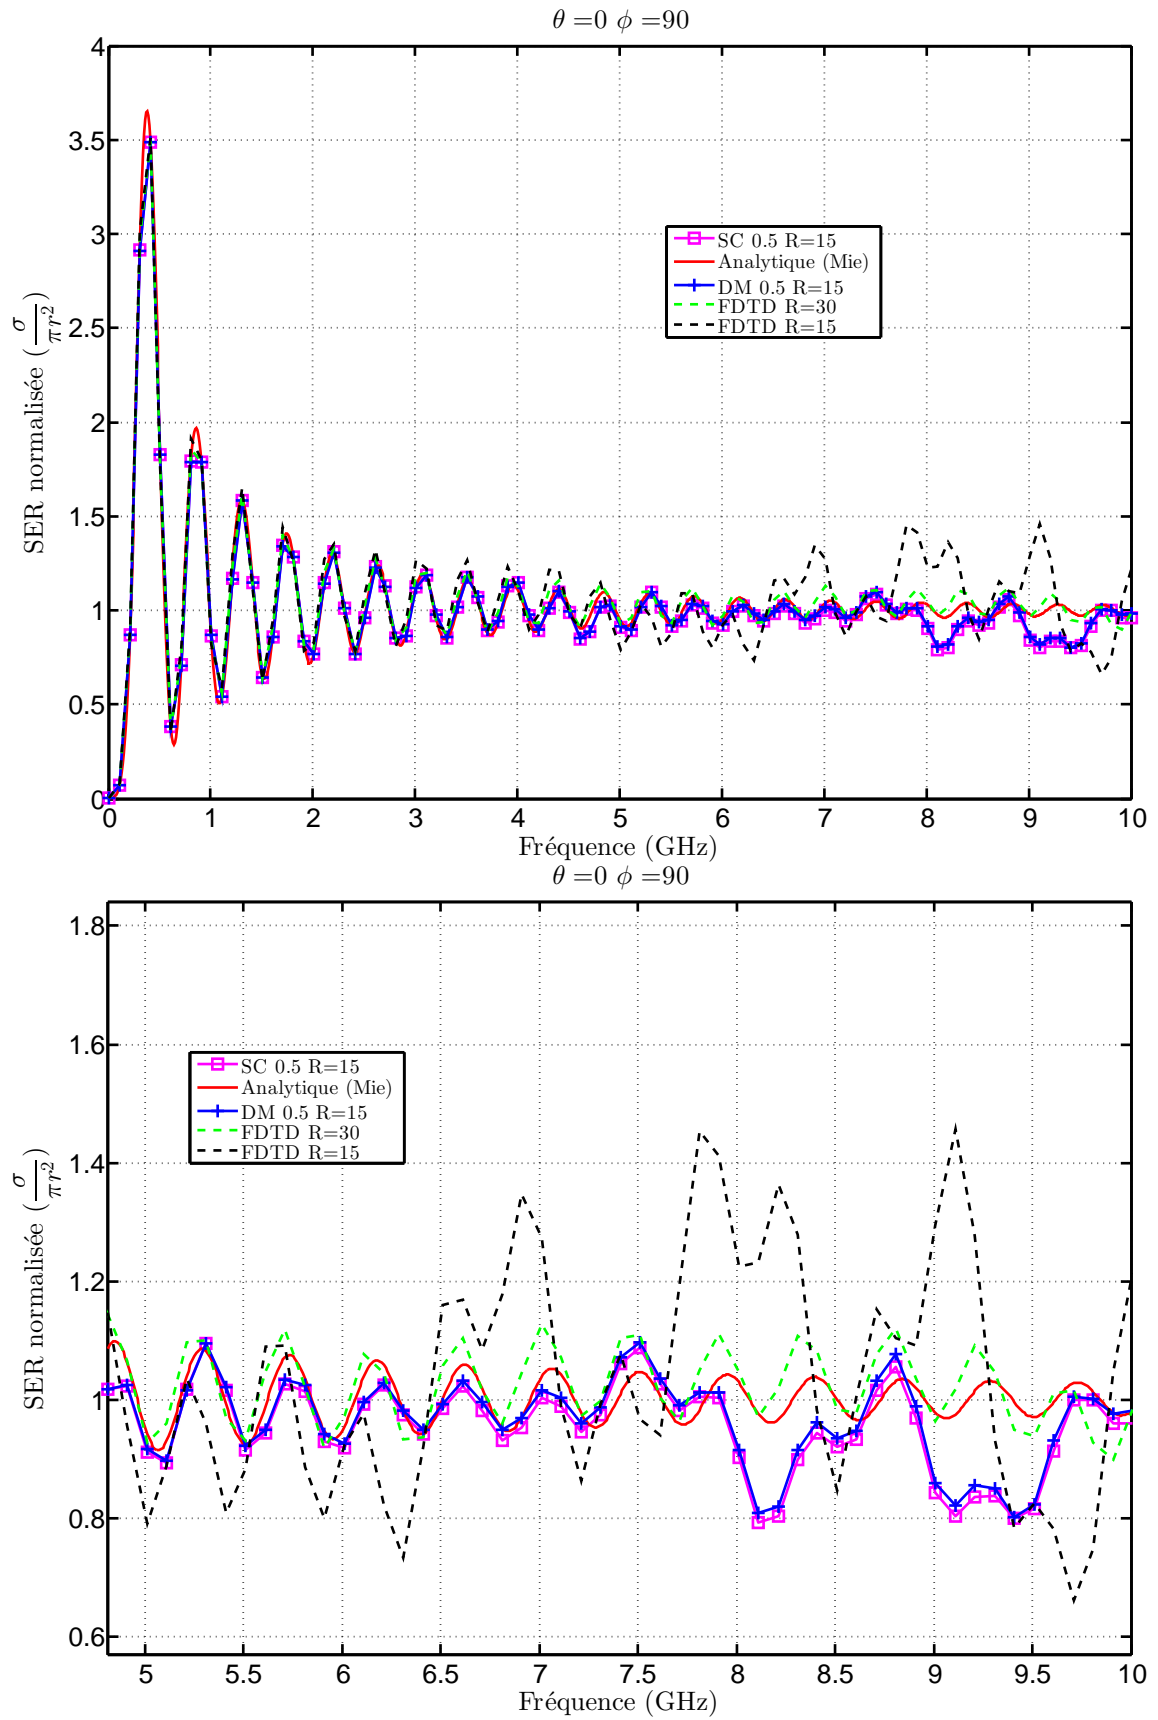 θ =0 ϕ =90
4
3.5
3
2.5
2
1.5
1
0.5
0
SER normalisée (σ/πr²)
SC 0.5 R=15
Analytique (Mie)
DM 0.5 R=15
FDTD R=30
FDTD R=15
0 1 2 3 4 5 6 7 8 9 10
Fréquence (GHz)
θ =0 ϕ =90
1.8
1.6
1.4
1.2
1
0.8
0.6
SER normalisée (σ/πr²)
SC 0.5 R=15
Analytique (Mie)
DM 0.5 R=15
FDTD R=30
FDTD R=15
5 5.5 6 6.5 7 7.5 8 8.5 9 9.5 10
Fréquence (GHz)